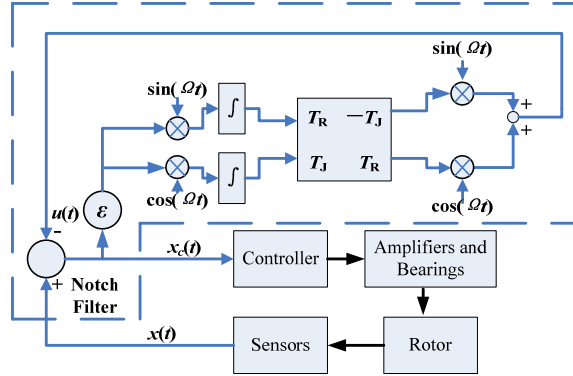 sin( Ωt)
sin( Ωt)
∫
T_R −T_J
+
+
T_J T_R
∫
u(t)
ε
cos( Ωt)
cos( Ωt)
-
x_c(t)
Controller
Amplifiers and
Bearings
+
Notch
Filter
x(t)
Sensors
Rotor